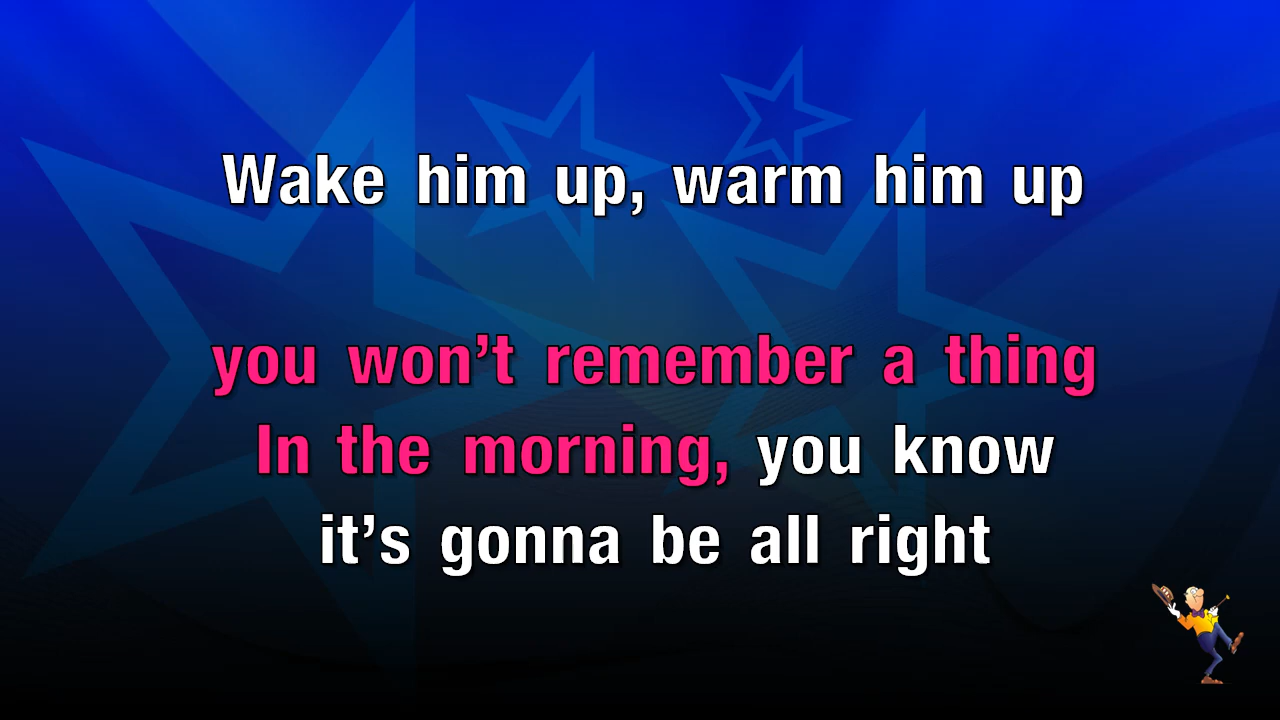 Wake him up, warm him up
you won’t remember a thing
In the morning, you know
it’s gonna be all right